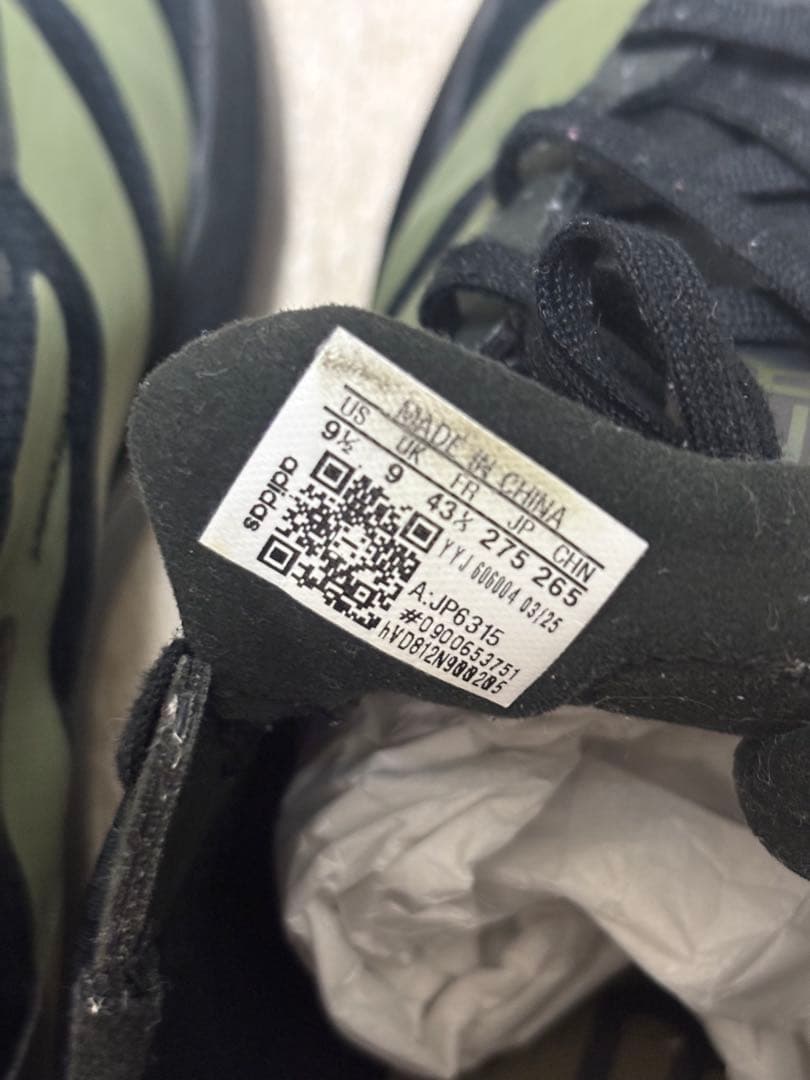 MADE IN CHINA
US UK FR JP CHN
9½ 9 43⅓ 275 265
adidas
YYJ 606004 03/25
A:JP6315
#0900653751